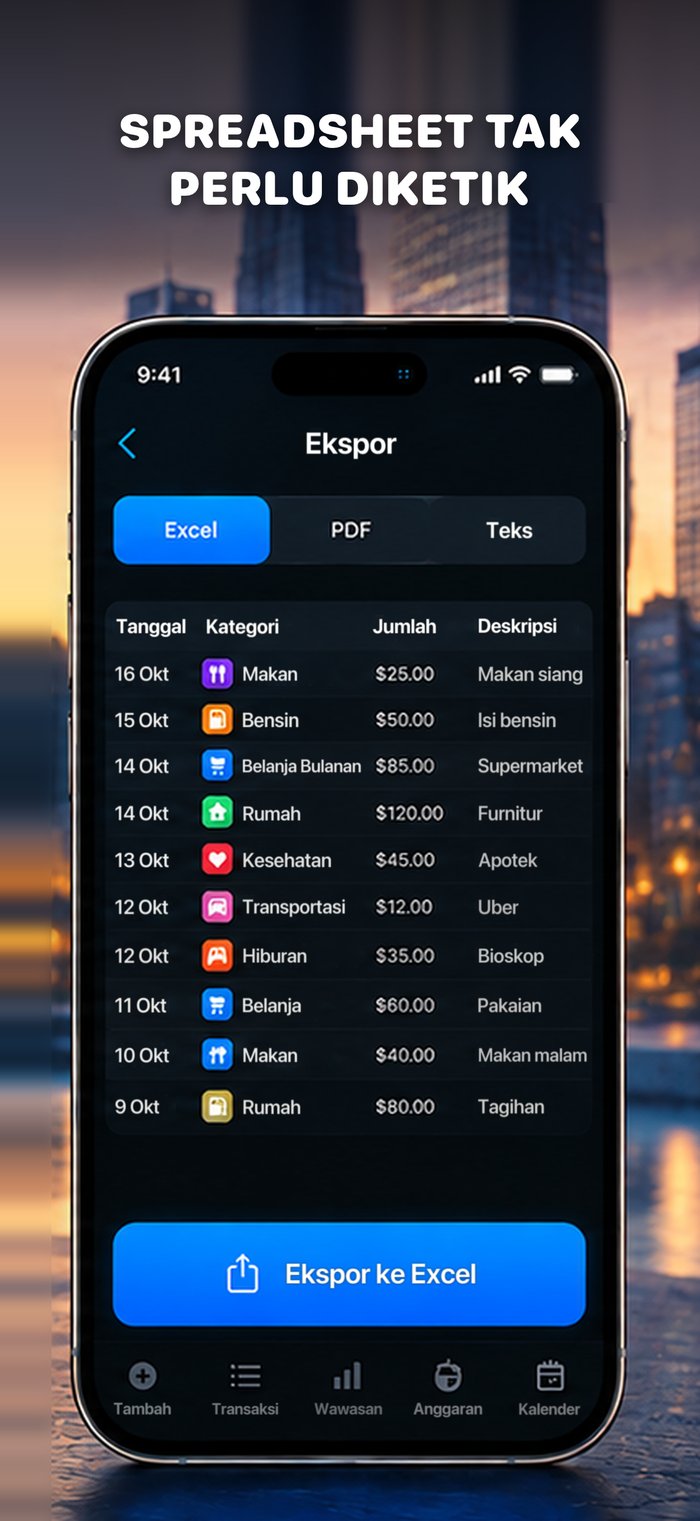 SPREADSHEET TAK
PERLU DIKETIK
9:41
Ekspor
Excel PDF Teks
Tanggal Kategori Jumlah Deskripsi
16 Okt Makan $25.00 Makan siang
15 Okt Bensin $50.00 Isi bensin
14 Okt Belanja Bulanan $85.00 Supermarket
14 Okt Rumah $120.00 Furnitur
13 Okt Kesehatan $45.00 Apotek
12 Okt Transportasi $12.00 Uber
12 Okt Hiburan $35.00 Bioskop
11 Okt Belanja $60.00 Pakaian
10 Okt Makan $40.00 Makan malam
9 Okt Rumah $80.00 Tagihan
Ekspor ke Excel
Tambah Transaksi Wawasan Anggaran Kalender